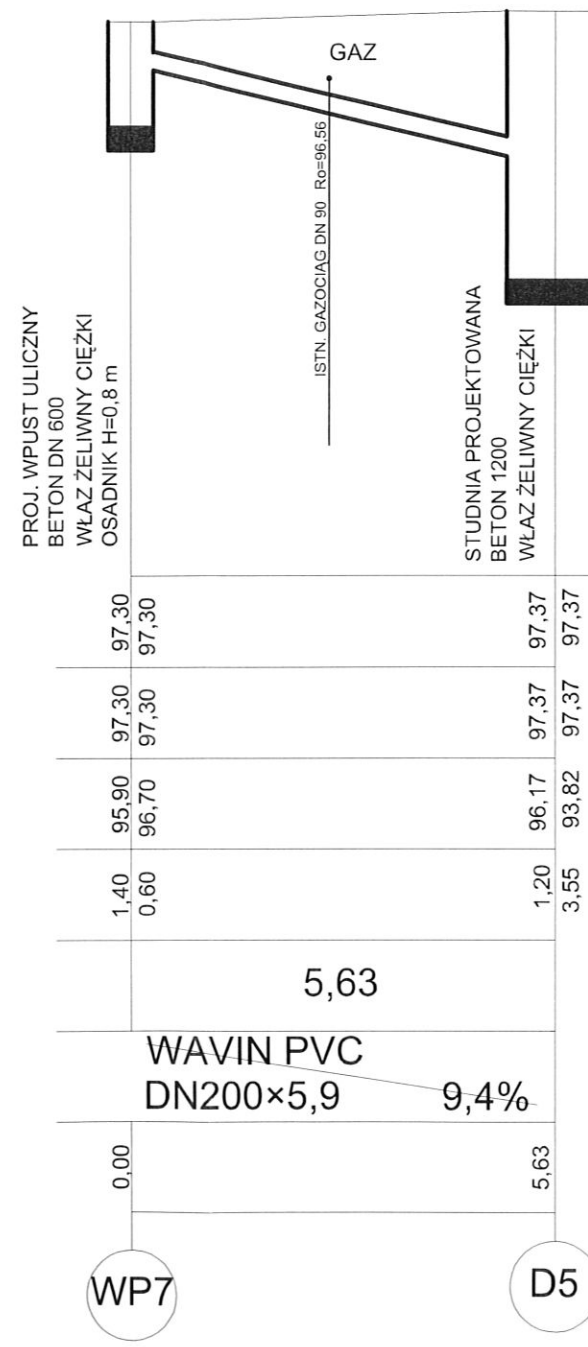 GAZ
ISTN. GAZOCIĄG DN 90 Ro=96,56
PROJ. WPUST ULICZNY
BETON DN 600
WŁAZ ŻELIWNY CIĘŻKI
OSADNIK H=0,8 m
STUDNIA PROJEKTOWANA
BETON 1200
WŁAZ ŻELIWNY CIĘŻKI
97,30
97,30
97,37
97,37
97,30
97,30
97,37
97,37
95,90
96,70
96,17
93,82
1,40
0,60
1,20
3,55
5,63
WAVIN PVC
DN200×5,9 9,4%
0,00
5,63
WP7
D5